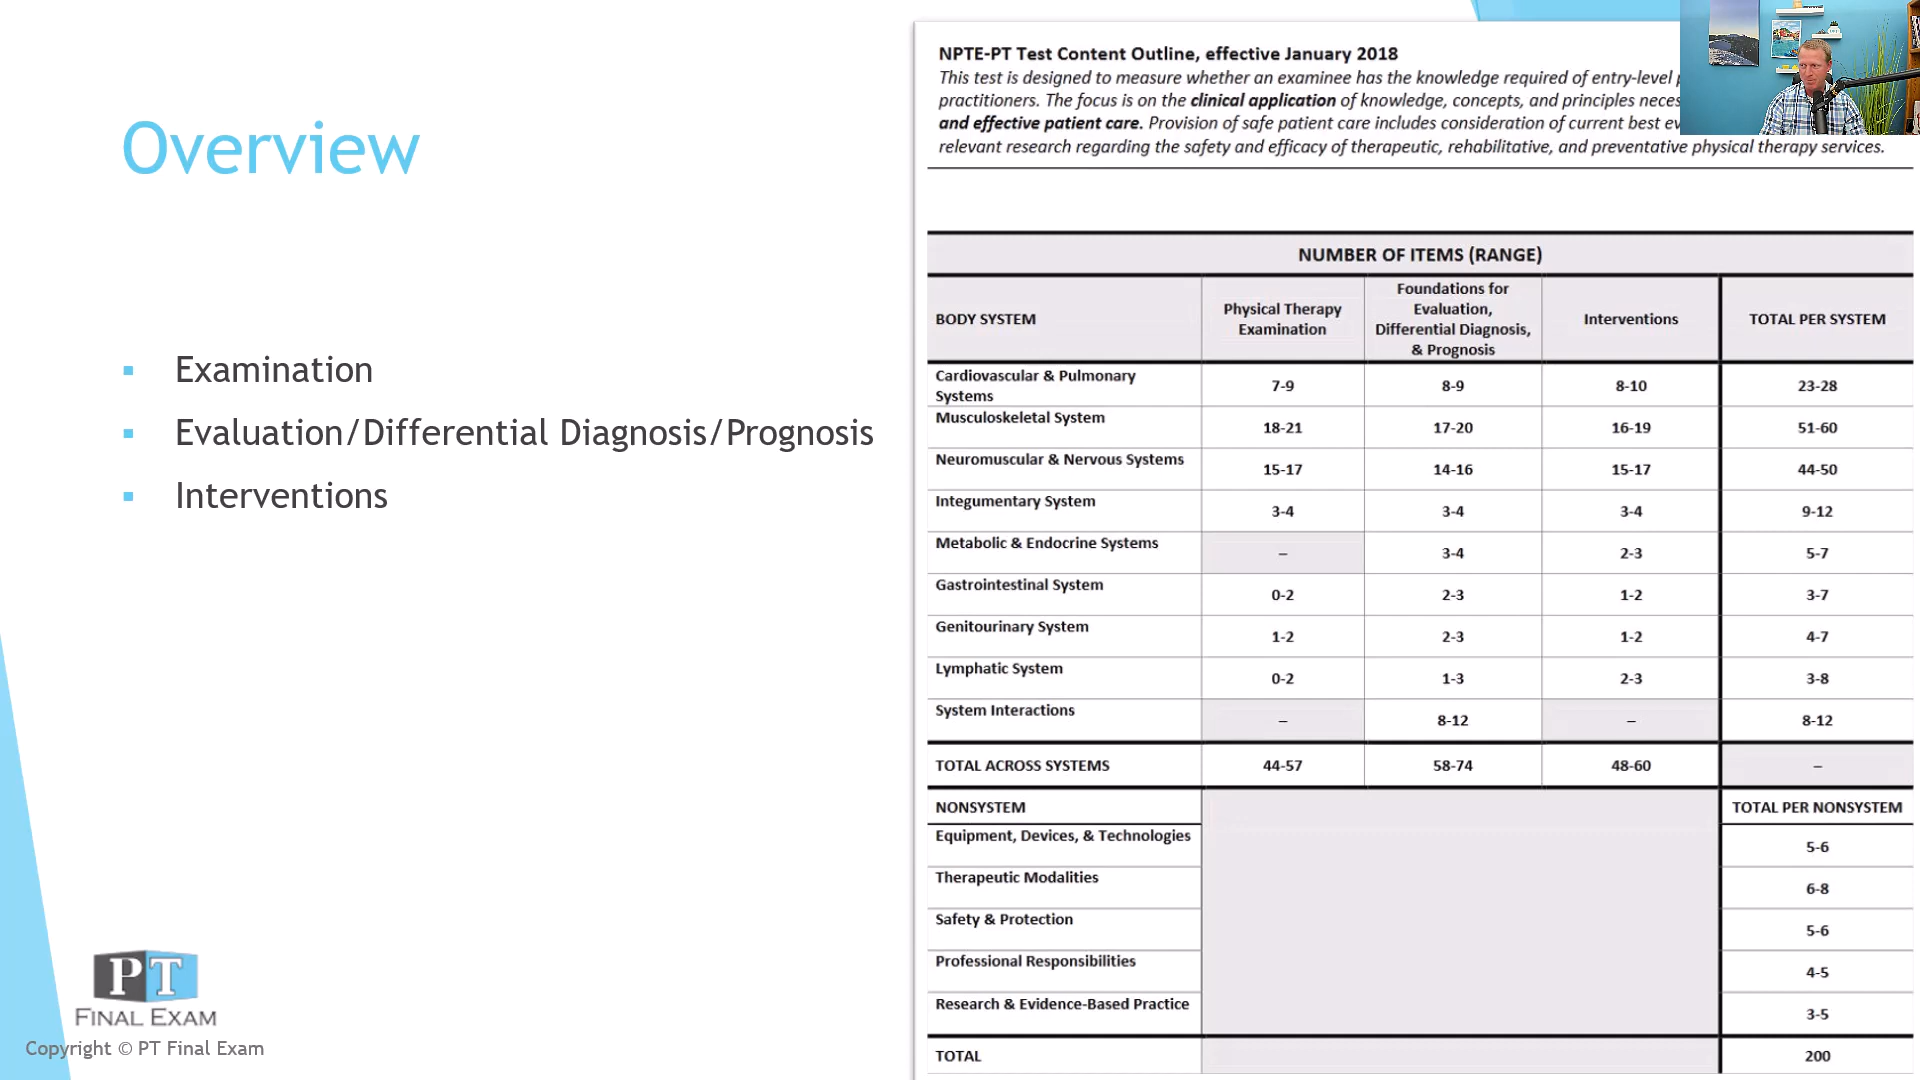 Overview
Examination
Evaluation/Differential Diagnosis/Prognosis
Interventions
PT
FINAL EXAM
Copyright © PT Final Exam
NPTE-PT Test Content Outline, effective January 2018
This test is designed to measure whether an examinee has the knowledge required of entry-level
practitioners. The focus is on the clinical application of knowledge, concepts, and principles
and effective patient care. Provision of safe patient care includes consideration of current best
relevant research regarding the safety and efficacy of therapeutic, rehabilitative, and preventative physical therapy services.
NUMBER OF ITEMS (RANGE)
BODY SYSTEM
Physical Therapy
Examination
Foundations for
Evaluation,
Differential Diagnosis,
& Prognosis
Interventions
TOTAL PER SYSTEM
Cardiovascular & Pulmonary
Systems
7-9 8-9 8-10 23-28
Musculoskeletal System 18-21 17-20 16-19 51-60
Neuromuscular & Nervous Systems 15-17 14-16 15-17 44-50
Integumentary System 3-4 3-4 3-4 9-12
Metabolic & Endocrine Systems – 3-4 2-3 5-7
Gastrointestinal System 0-2 2-3 1-2 3-7
Genitourinary System 1-2 2-3 1-2 4-7
Lymphatic System 0-2 1-3 2-3 3-8
System Interactions – 8-12 – 8-12
TOTAL ACROSS SYSTEMS 44-57 58-74 48-60 –
NONSYSTEM TOTAL PER NONSYSTEM
Equipment, Devices, & Technologies 5-6
Therapeutic Modalities 6-8
Safety & Protection 5-6
Professional Responsibilities 4-5
Research & Evidence-Based Practice 3-5
TOTAL 200